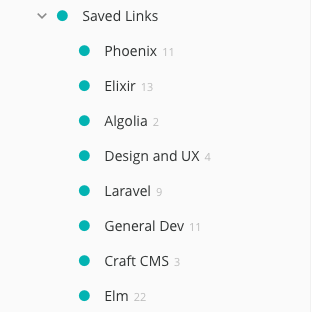 Saved Links
Phoenix 11
Elixir 13
Algolia 2
Design and UX 4
Laravel 9
General Dev 11
Craft CMS 3
Elm 22